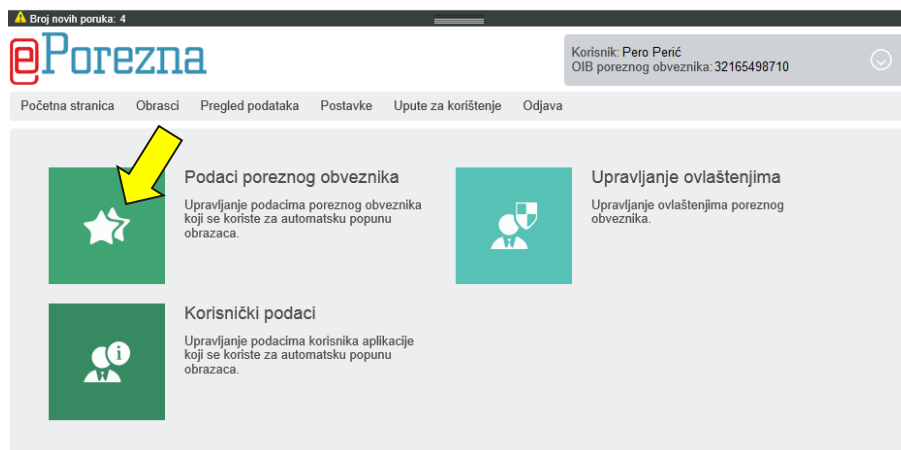 Broj novih poruka: 4
ePorezna
Korisnik: Pero Perić
OIB poreznog obveznika: 32165498710
Početna stranica Obrasci Pregled podataka Postavke Upute za korištenje Odjava
Podaci poreznog obveznika
Upravljanje podacima poreznog obveznika
koji se koriste za automatsku popunu
obrazaca.
Upravljanje ovlaštenjima
Upravljanje ovlaštenjima poreznog
obveznika.
Korisnički podaci
Upravljanje podacima korisnika aplikacije
koji se koriste za automatsku popunu
obrazaca.